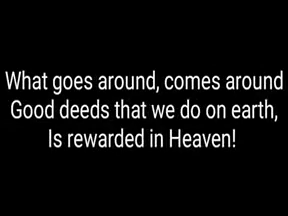 What goes around, comes around
Good deeds that we do on earth,
Is rewarded in Heaven!